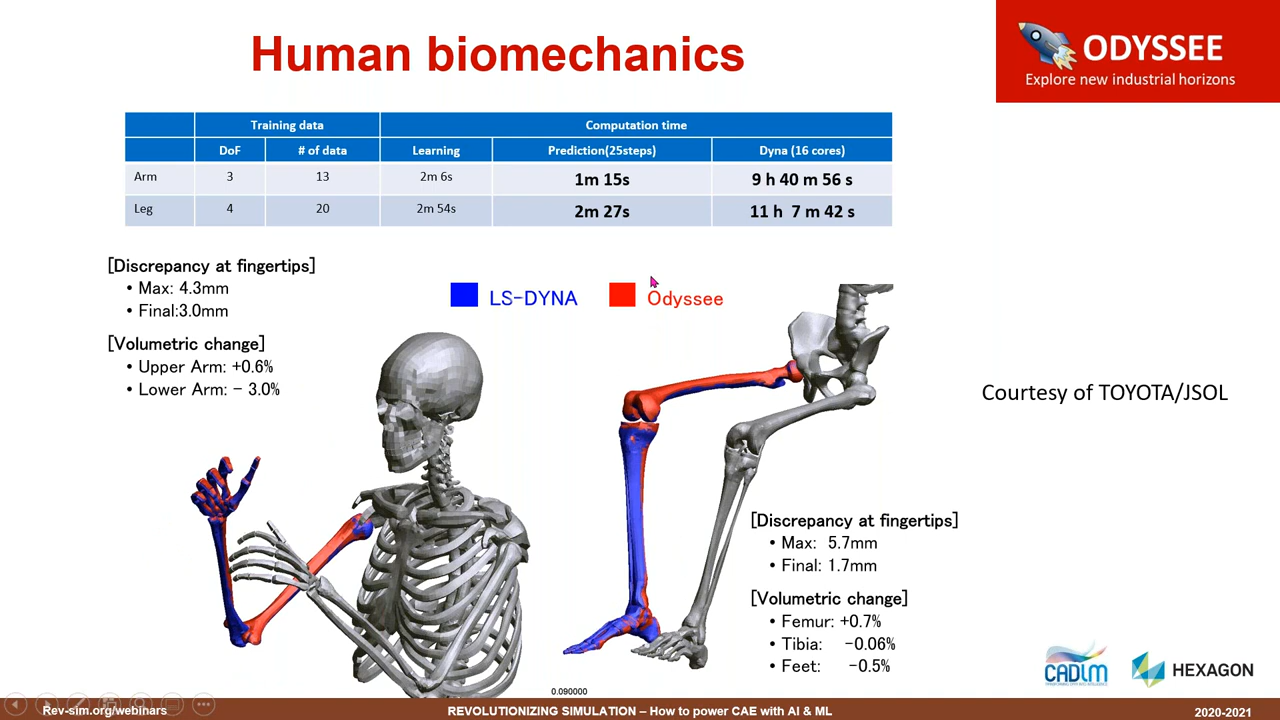 Human biomechanics
ODYSSEE
Explore new industrial horizons
Training data Computation time
DoF # of data Learning Prediction(25steps) Dyna (16 cores)
Arm 3 13 2m 6s 1m 15s 9 h 40 m 56 s
Leg 4 20 2m 54s 2m 27s 11 h 7 m 42 s
[Discrepancy at fingertips]
• Max: 4.3mm
• Final:3.0mm
[Volumetric change]
• Upper Arm: +0.6%
• Lower Arm: − 3.0%
LS-DYNA Odyssee
Courtesy of TOYOTA/JSOL
[Discrepancy at fingertips]
• Max: 5.7mm
• Final: 1.7mm
[Volumetric change]
• Femur: +0.7%
• Tibia: −0.06%
• Feet: −0.5%
0.090000
CADLM
HEXAGON
Rev-sim.org/webinars
REVOLUTIONIZING SIMULATION – How to power CAE with AI & ML
2020-2021